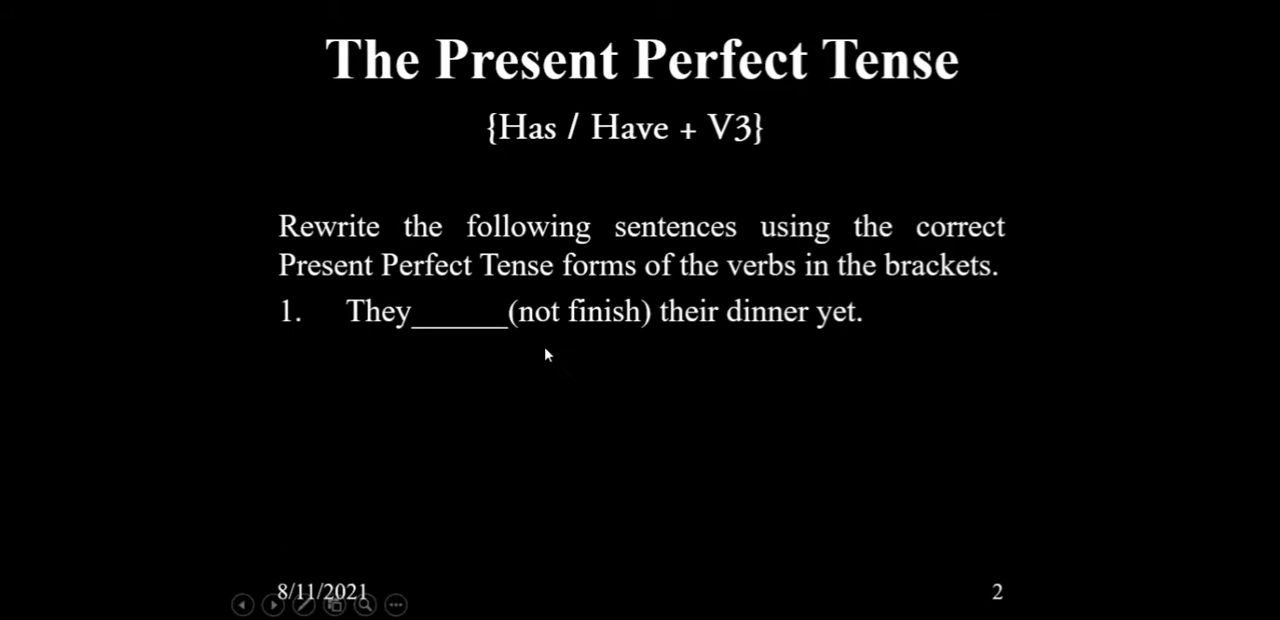 The Present Perfect Tense
{Has / Have + V3}
Rewrite the following sentences using the correct
Present Perfect Tense forms of the verbs in the brackets.
1. They______(not finish) their dinner yet.
8/11/2021
2